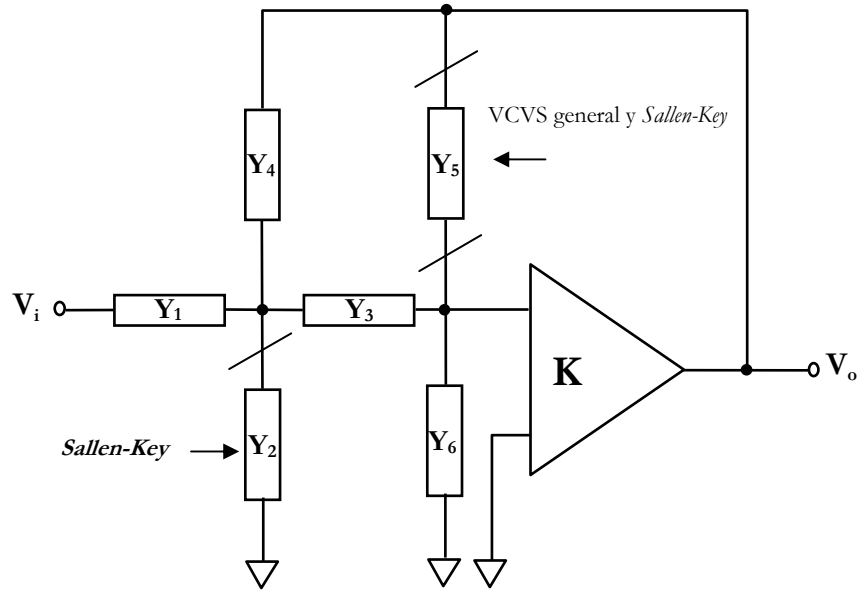 VCVS general y Sallen-Key
Y4
Y5
Vi
Y1
Y3
K
Vo
Sallen-Key
Y2
Y6